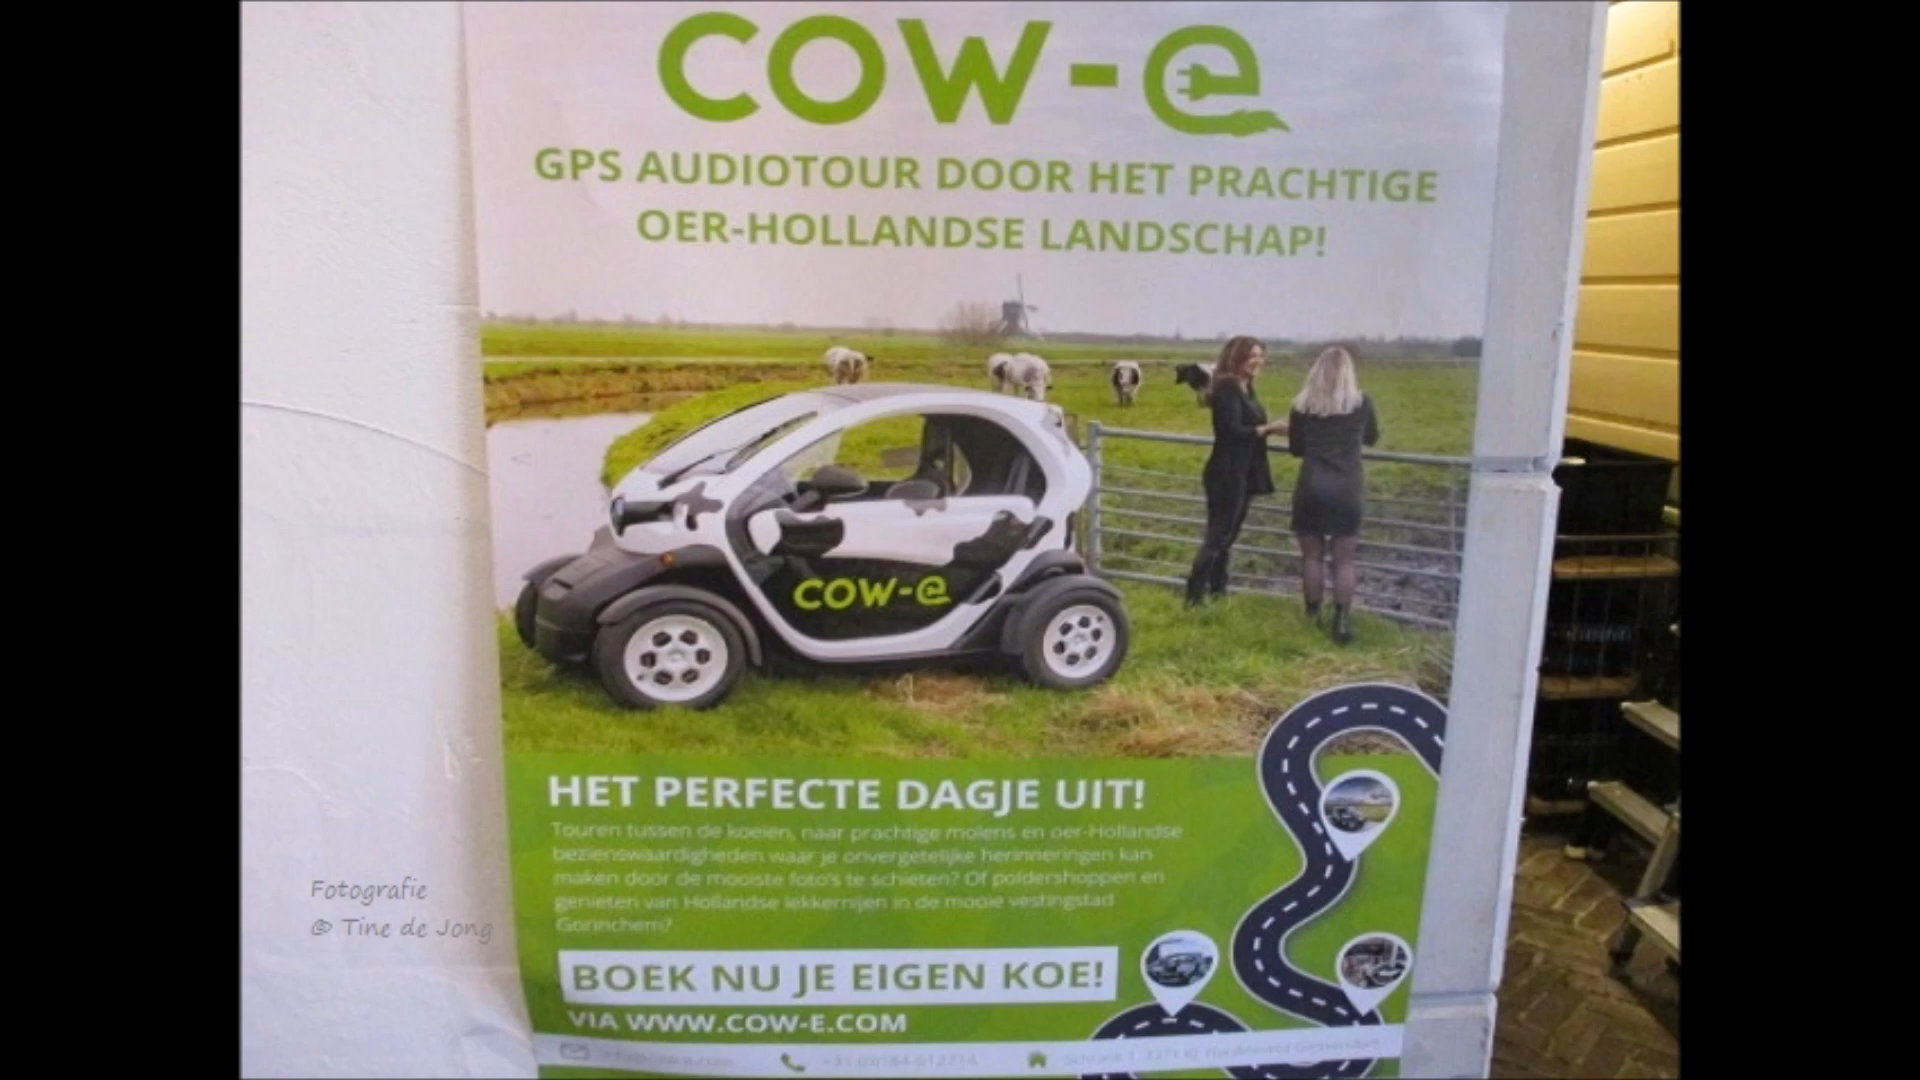 COW-e
GPS AUDIOTOUR DOOR HET PRACHTIGE
OER-HOLLANDSE LANDSCHAP!
COW-e
HET PERFECTE DAGJE UIT!
Touren tussen de koeien, naar prachtige molens en oer-Hollandse
bezienswaardigheden waar je onvergetelijke herinneringen kan
maken door de mooiste foto's te schieten? Of poldershoppen en
genieten van Hollandse lekkernijen in de mooie vestingstad
Gorinchem?
BOEK NU JE EIGEN KOE!
VIA WWW.COW-E.COM
Fotografie
© Tine de Jong